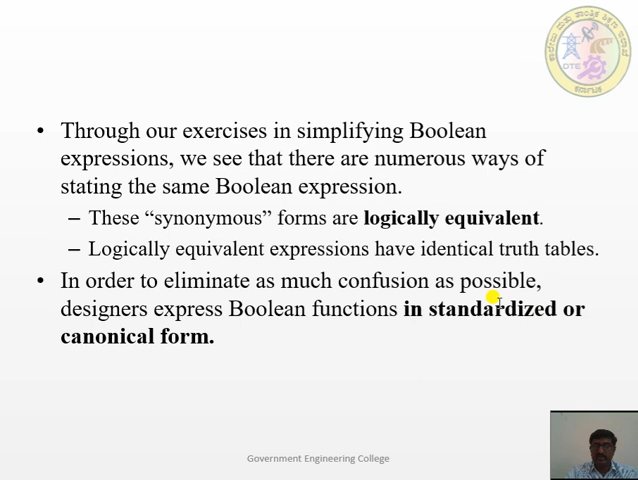 DTE
• Through our exercises in simplifying Boolean
expressions, we see that there are numerous ways of
stating the same Boolean expression.
– These “synonymous” forms are logically equivalent.
– Logically equivalent expressions have identical truth tables.
• In order to eliminate as much confusion as possible,
designers express Boolean functions in standardized or
canonical form.
Government Engineering College